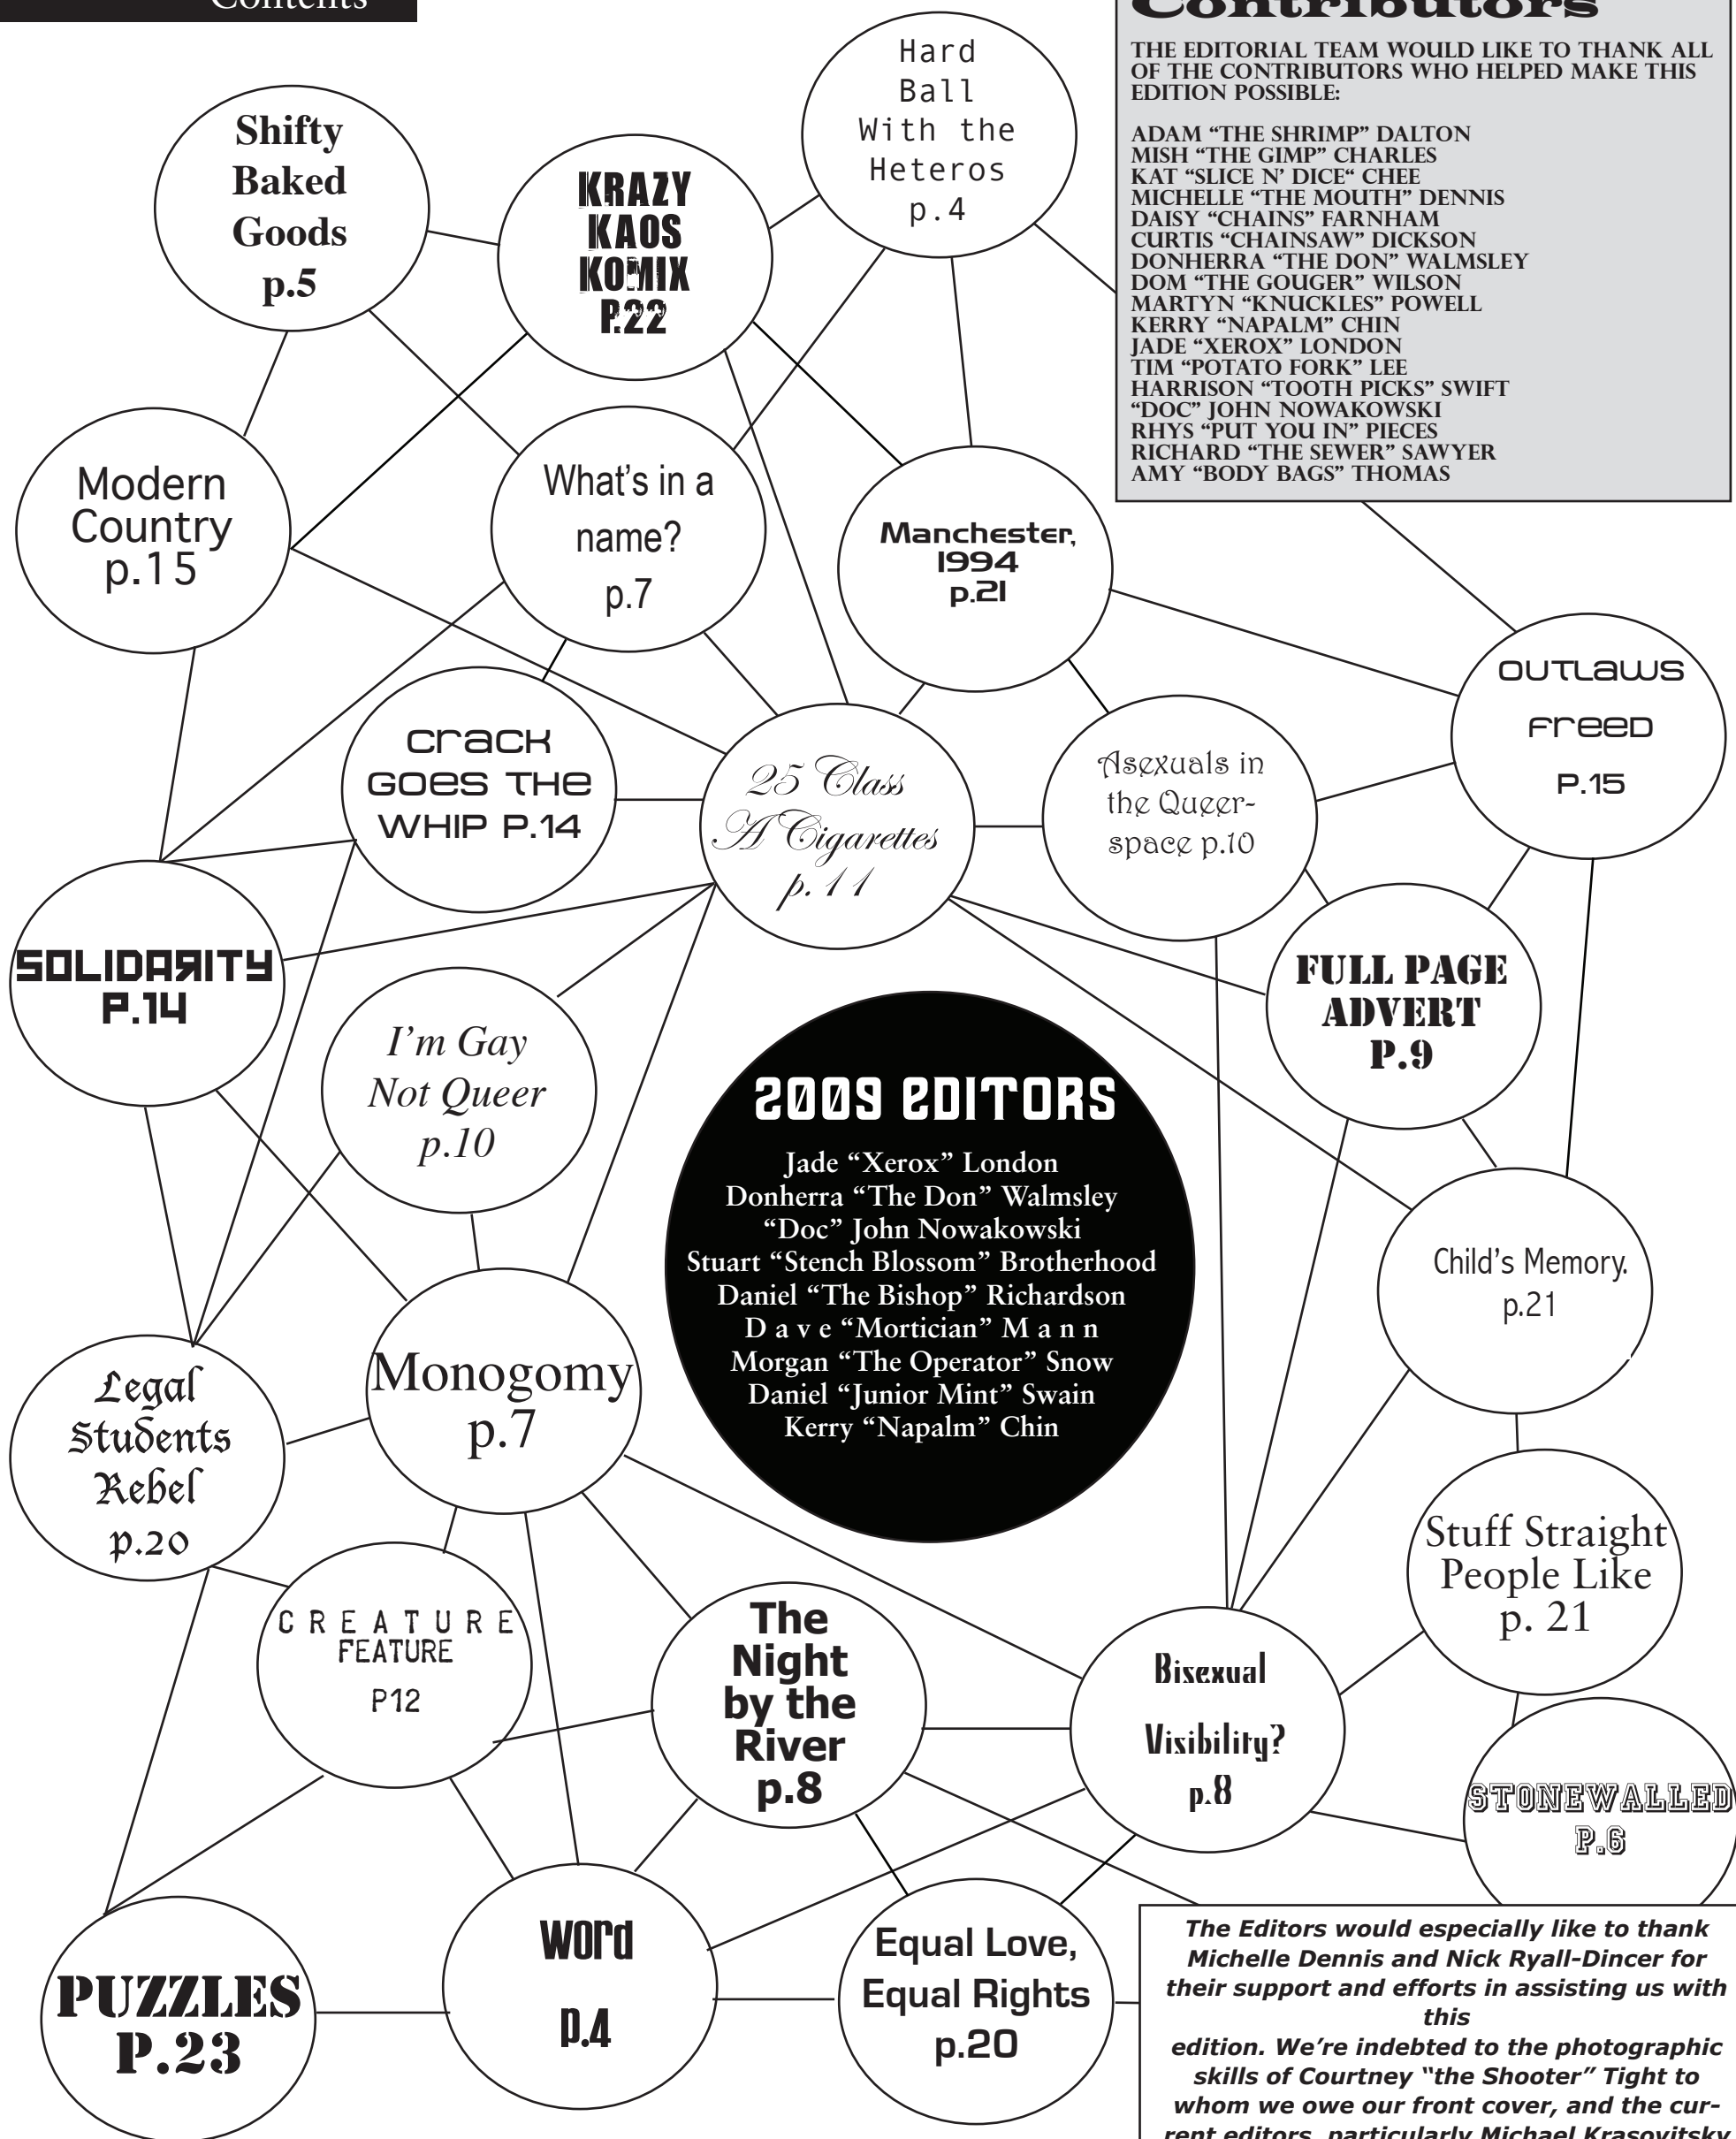 Contents
Contributors
THE EDITORIAL TEAM WOULD LIKE TO THANK ALL
OF THE CONTRIBUTORS WHO HELPED MAKE THIS
EDITION POSSIBLE:
ADAM “THE SHRIMP” DALTON
MISH “THE GIMP” CHARLES
KAT “SLICE N’ DICE“ CHEE
MICHELLE “THE MOUTH” DENNIS
DAISY “CHAINS” FARNHAM
CURTIS “CHAINSAW” DICKSON
DONHERRA “THE DON” WALMSLEY
DOM “THE GOUGER” WILSON
MARTYN “KNUCKLES” POWELL
KERRY “NAPALM” CHIN
JADE “XEROX” LONDON
TIM “POTATO FORK” LEE
HARRISON “TOOTH PICKS” SWIFT
“DOC” JOHN NOWAKOWSKI
RHYS “PUT YOU IN” PIECES
RICHARD “THE SEWER” SAWYER
AMY “BODY BAGS” THOMAS
Hard
Ball
With the
Heteros
p.4
Shifty
Baked
Goods
p.5
KRAZY
KAOS
KOMIX
P.22
Modern
Country
p.15
What’s in a
name?
p.7
Manchester,
1994
p.21
OUTLAWS
FREED
P.15
CRACK
GOES THE
WHIP P.14
25 Class
A Cigarettes
p. 11
Asexuals in
the Queer-
space p.10
SOLIDAЯITY
P.14
I’m Gay
Not Queer
p.10
FULL PAGE
ADVERT
P.9
2009 EDITORS
Jade “Xerox” London
Donherra “The Don” Walmsley
“Doc” John Nowakowski
Stuart “Stench Blossom” Brotherhood
Daniel “The Bishop” Richardson
D a v e “Mortician” M a n n
Morgan “The Operator” Snow
Daniel “Junior Mint” Swain
Kerry “Napalm” Chin
Child’s Memory.
p.21
Legal
Students
Rebel
p.20
Monogomy
p.7
Stuff Straight
People Like
p. 21
C R E A T U R E
FEATURE
P12
The
Night
by the
River
p.8
Bisexual
Visibility?
p.8
STONEWALLED
P.6
PUZZLES
P.23
Word
p.4
Equal Love,
Equal Rights
p.20
The Editors would especially like to thank
Michelle Dennis and Nick Ryall-Dincer for
their support and efforts in assisting us with
this
edition. We’re indebted to the photographic
skills of Courtney “the Shooter” Tight to
whom we owe our front cover, and the cur-
rent editors, particularly Michael Krasovitsky